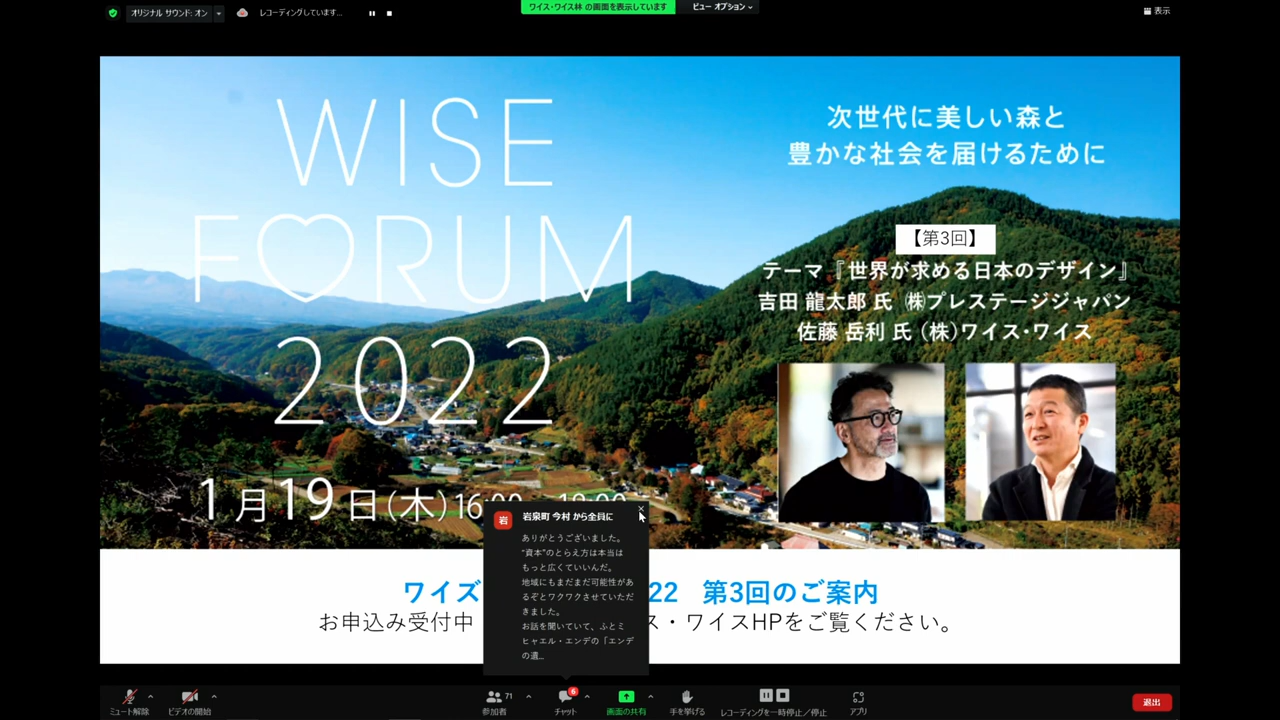 オリジナル サウンド: オン
レコーディングしています...
ワイス・ワイス林 の画面を表示しています
ビュー オプション
表示
WISE
FORUM
2022
1月19日(木)16:00
次世代に美しい森と
豊かな社会を届けるために
【第3回】
テーマ『世界が求める日本のデザイン』
吉田 龍太郎 氏 ㈱プレステージジャパン
佐藤 岳利 氏 (株)ワイス・ワイス
岩
岩泉町 今村 から全員に
ありがとうございました。
“資本”のとらえ方は本当は
もっと広くていいんだ。
地域にもまだまだ可能性があ
るぞとワクワクさせていただ
きました。
お話を聞いていて、ふとミ
ヒャエル・エンデの「エンデ
の遺...
ワイズ 22 第3回のご案内
お申込み受付中 ス・ワイスHPをご覧ください。
ミュート解除
ビデオの開始
71
参加者
6
チャット
画面の共有
手を挙げる
レコーディングを一時停止/停止
アプリ
退出